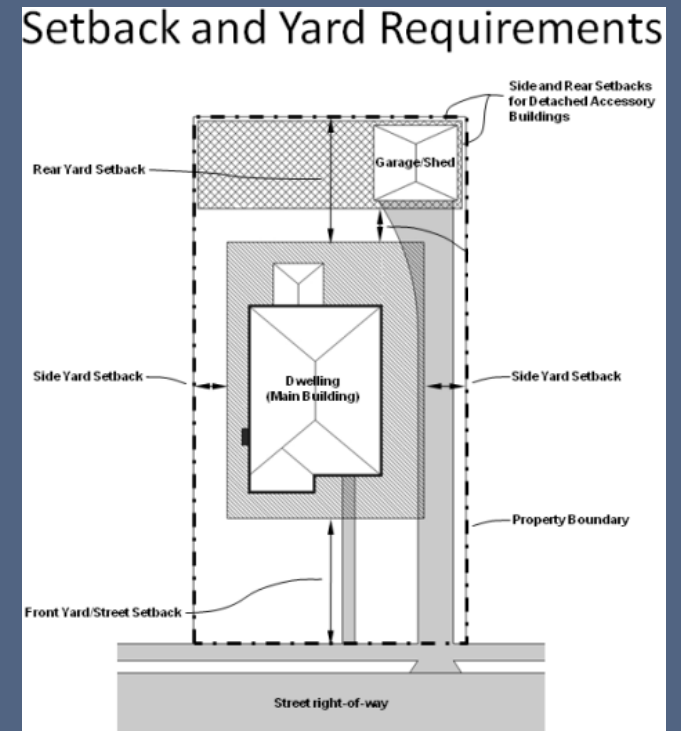 Setback and Yard Requirements
Side and Rear Setbacks
for Detached Accessory
Buildings
Garage/Shed
Rear Yard Setback
Side Yard Setback
Dwelling
(Main Building)
Side Yard Setback
Property Boundary
Front Yard/Street Setback
Street right-of-way